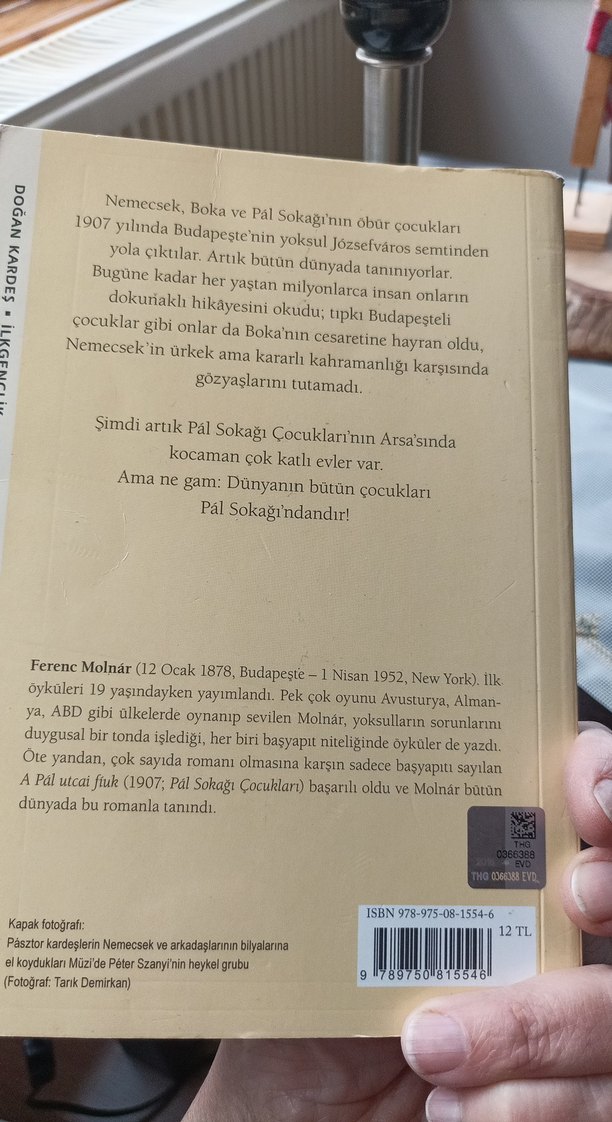 DOĞAN KARDEŞ ▪ İLKGENÇLİK
Nemecsek, Boka ve Pál Sokağı'nın öbür çocukları
1907 yılında Budapeşte'nin yoksul Józsefváros semtinden
yola çıktılar. Artık bütün dünyada tanınıyorlar.
Bugüne kadar her yaştan milyonlarca insan onların
dokunaklı hikâyesini okudu; tıpkı Budapeşteli
çocuklar gibi onlar da Boka'nın cesaretine hayran oldu,
Nemecsek'in ürkek ama kararlı kahramanlığı karşısında
gözyaşlarını tutamadı.
Şimdi artık Pál Sokağı Çocukları'nın Arsa'sında
kocaman çok katlı evler var.
Ama ne gam: Dünyanın bütün çocukları
Pál Sokağı'ndandır!
Ferenc Molnár (12 Ocak 1878, Budapeşte – 1 Nisan 1952, New York). İlk
öyküleri 19 yaşındayken yayımlandı. Pek çok oyunu Avusturya, Alman-
ya, ABD gibi ülkelerde oynanıp sevilen Molnár, yoksulların sorunlarını
duygusal bir tonda işlediği, her biri başyapıt niteliğinde öyküler de yazdı.
Öte yandan, çok sayıda romanı olmasına karşın sadece başyapıtı sayılan
A Pál utcai fiuk (1907; Pál Sokağı Çocukları) başarılı oldu ve Molnár bütün
dünyada bu romanla tanındı.
THG
0366388
EVD
THG 0366388 EVD
ISBN 978-975-08-1554-6
12 TL
9 789750 815546
Kapak fotoğrafı:
Pásztor kardeşlerin Nemecsek ve arkadaşlarının bilyalarına
el koydukları Müzi'de Péter Szanyi'nin heykel grubu
(Fotoğraf: Tarık Demirkan)